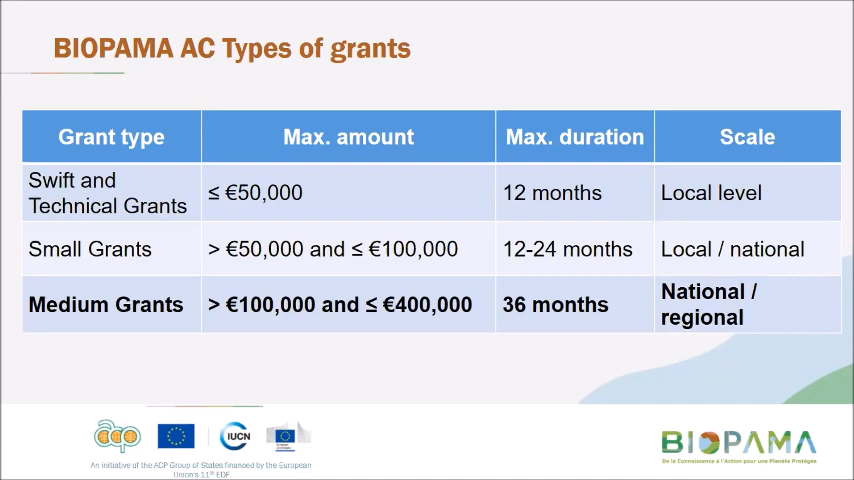 BIOPAMA AC Types of grants
Grant type Max. amount Max. duration Scale
Swift and
Technical Grants ≤ €50,000 12 months Local level
Small Grants > €50,000 and ≤ €100,000 12-24 months Local / national
Medium Grants > €100,000 and ≤ €400,000 36 months National /
regional
acp IUCN BIOPAMA
De la Connaissance à l'Action pour une Planète Protégée
An initiative of the ACP Group of States financed by the European
Union's 11th EDF.